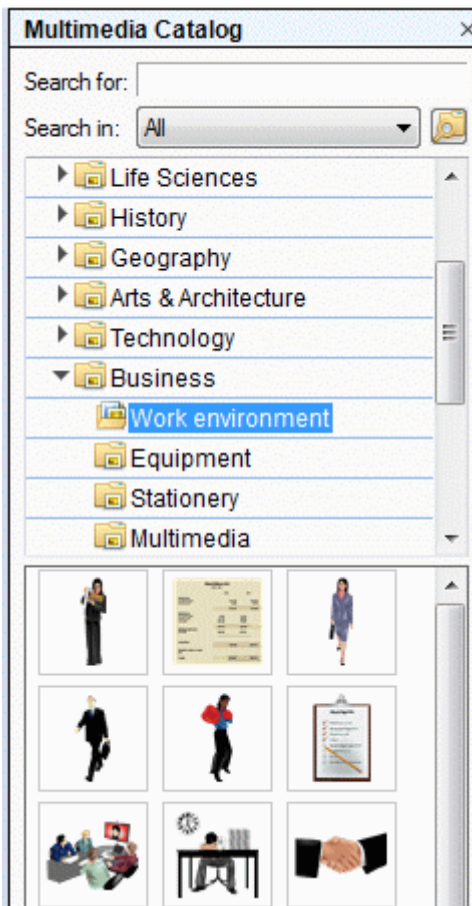 Multimedia Catalog
Search for:
Search in: All
Life Sciences
History
Geography
Arts & Architecture
Technology
Business
Work environment
Equipment
Stationery
Multimedia